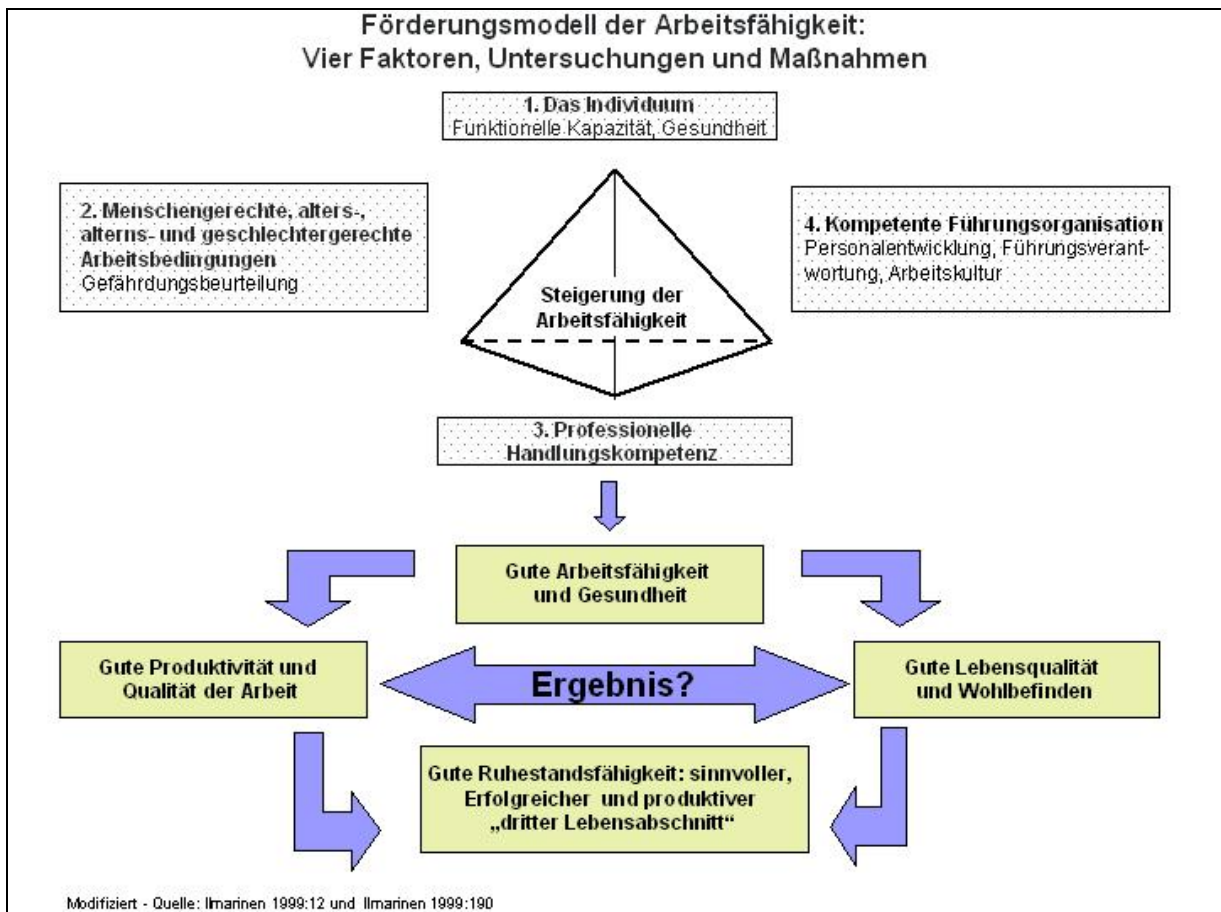 Förderungsmodell der Arbeitsfähigkeit:
Vier Faktoren, Untersuchungen und Maßnahmen
1. Das Individuum
Funktionelle Kapazität, Gesundheit
2. Menschengerechte, alters-,
alterns- und geschlechtergerechte
Arbeitsbedingungen
Gefährdungsbeurteilung
4. Kompetente Führungsorganisation
Personalentwicklung, Führungsverant-
wortung, Arbeitskultur
Steigerung der
Arbeitsfähigkeit
3. Professionelle
Handlungskompetenz
Gute Arbeitsfähigkeit
und Gesundheit
Gute Produktivität und
Qualität der Arbeit
Ergebnis?
Gute Lebensqualität
und Wohlbefinden
Gute Ruhestandsfähigkeit: sinnvoller,
Erfolgreicher und produktiver
„dritter Lebensabschnitt“
Modifiziert - Quelle: Ilmarinen 1999:12 und Ilmarinen 1999:190